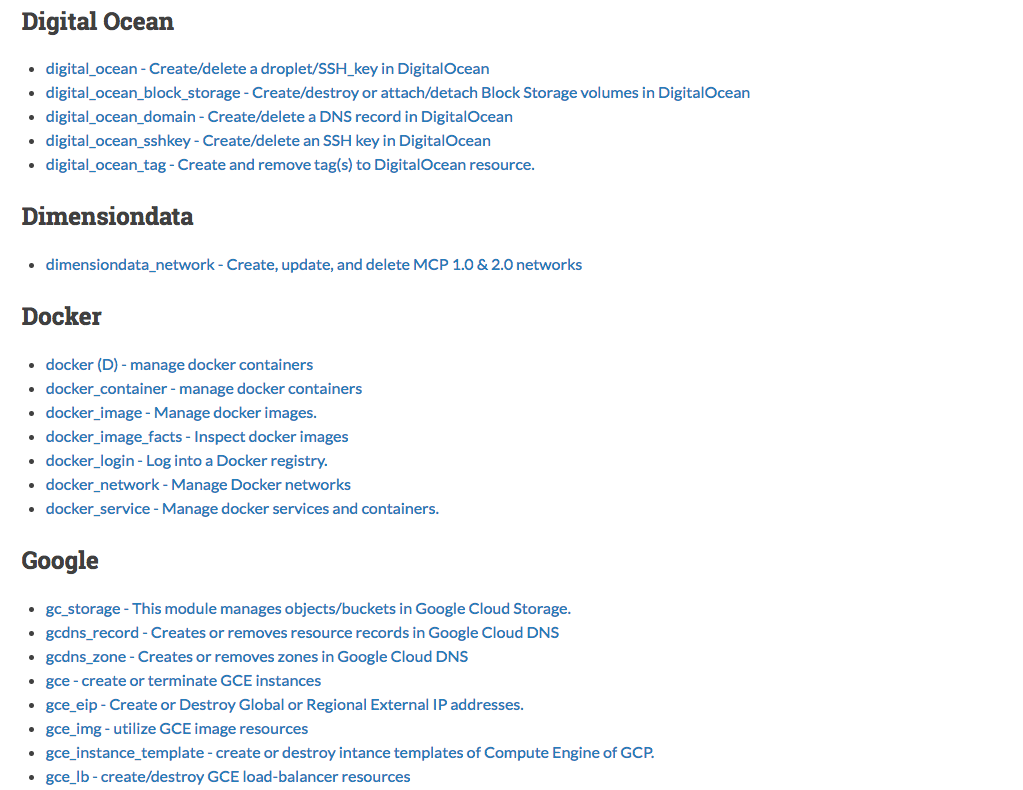 Digital Ocean
digital_ocean - Create/delete a droplet/SSH_key in DigitalOcean
digital_ocean_block_storage - Create/destroy or attach/detach Block Storage volumes in DigitalOcean
digital_ocean_domain - Create/delete a DNS record in DigitalOcean
digital_ocean_sshkey - Create/delete an SSH key in DigitalOcean
digital_ocean_tag - Create and remove tag(s) to DigitalOcean resource.
Dimensiondata
dimensiondata_network - Create, update, and delete MCP 1.0 & 2.0 networks
Docker
docker (D) - manage docker containers
docker_container - manage docker containers
docker_image - Manage docker images.
docker_image_facts - Inspect docker images
docker_login - Log into a Docker registry.
docker_network - Manage Docker networks
docker_service - Manage docker services and containers.
Google
gc_storage - This module manages objects/buckets in Google Cloud Storage.
gcdns_record - Creates or removes resource records in Google Cloud DNS
gcdns_zone - Creates or removes zones in Google Cloud DNS
gce - create or terminate GCE instances
gce_eip - Create or Destroy Global or Regional External IP addresses.
gce_img - utilize GCE image resources
gce_instance_template - create or destroy intance templates of Compute Engine of GCP.
gce_lb - create/destroy GCE load-balancer resources